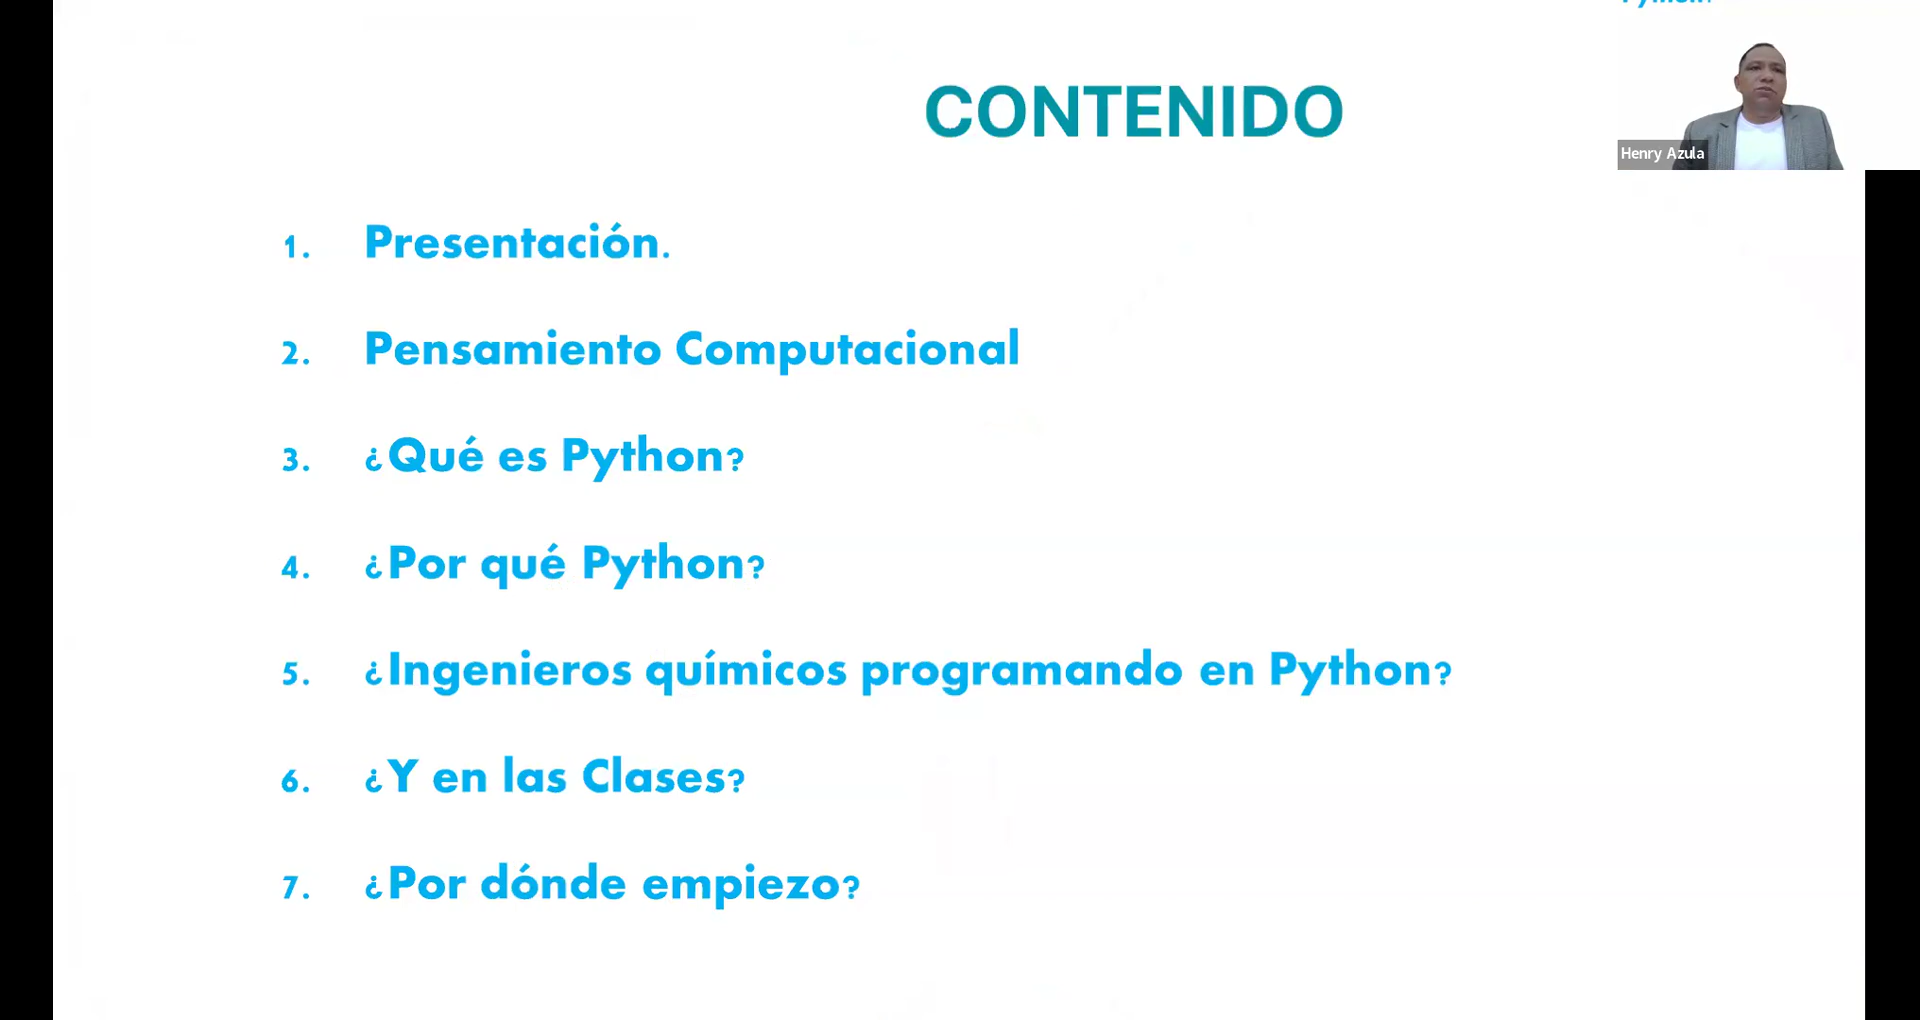 CONTENIDO
Henry Azula
1. Presentación.
2. Pensamiento Computacional
3. ¿Qué es Python?
4. ¿Por qué Python?
5. ¿Ingenieros químicos programando en Python?
6. ¿Y en las Clases?
7. ¿Por dónde empiezo?